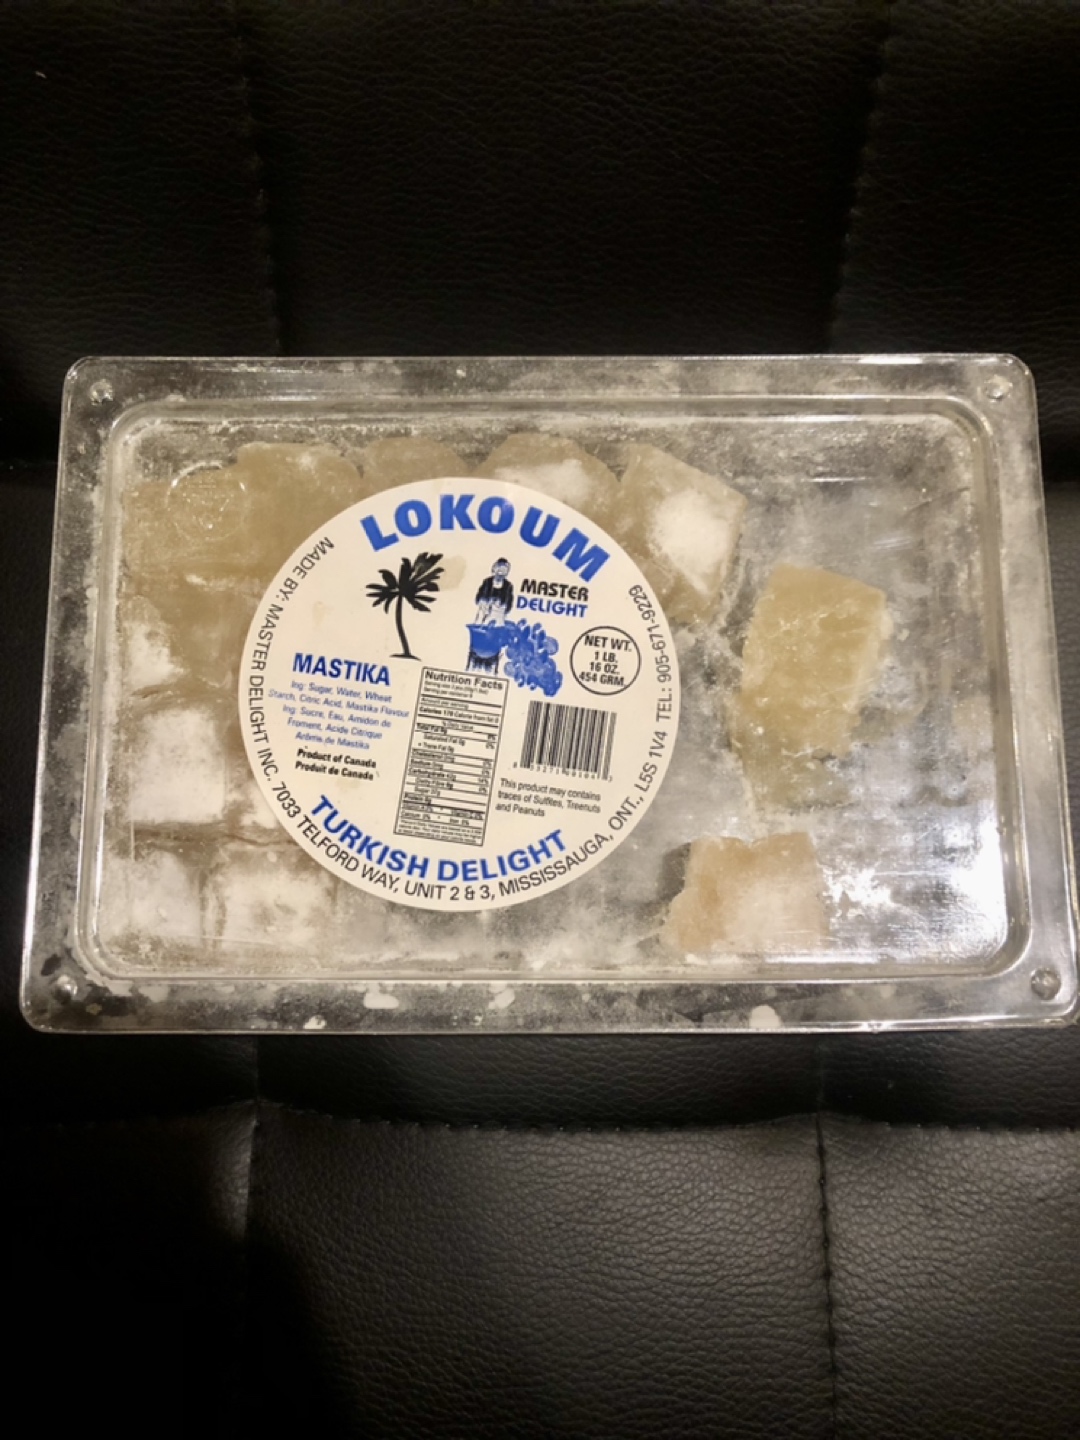 LOKOUM
MASTER
DELIGHT
NET WT.
1 LB.
16 OZ.
454 GRM.
MASTIKA
Ing: Sugar, Water, Wheat
Starch, Citric Acid, Mastika Flavour
Ing: Sucre, Eau, Amidon de
Froment, Acide Citrique
Arôme de Mastika
Product of Canada
Produit de Canada
Nutrition Facts
This product may contains
traces of Sulfites, Treenuts
and Peanuts
TURKISH DELIGHT
MADE BY: MASTER DELIGHT INC. 7033 TELFORD WAY, UNIT 2 & 3, MISSISSAUGA, ONT., L5S 1V4 TEL: 905-671-9229